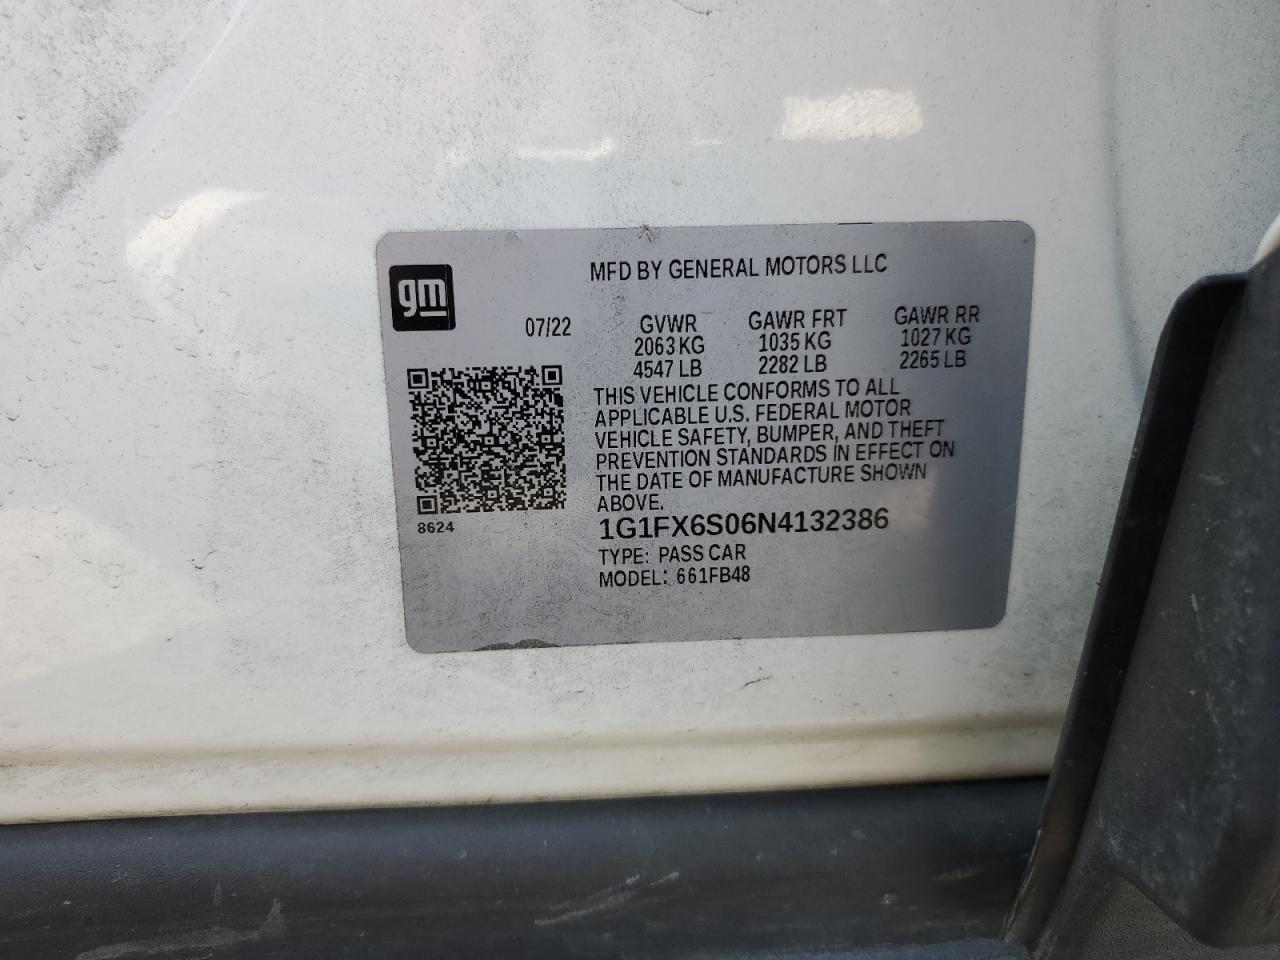 MFD BY GENERAL MOTORS LLC
gm
07/22
GVWR GAWR FRT GAWR RR
2063 KG 1035 KG 1027 KG
4547 LB 2282 LB 2265 LB
THIS VEHICLE CONFORMS TO ALL
APPLICABLE U.S. FEDERAL MOTOR
VEHICLE SAFETY, BUMPER, AND THEFT
PREVENTION STANDARDS IN EFFECT ON
THE DATE OF MANUFACTURE SHOWN
ABOVE.
8624
1G1FX6S06N4132386
TYPE: PASS CAR
MODEL: 661FB48